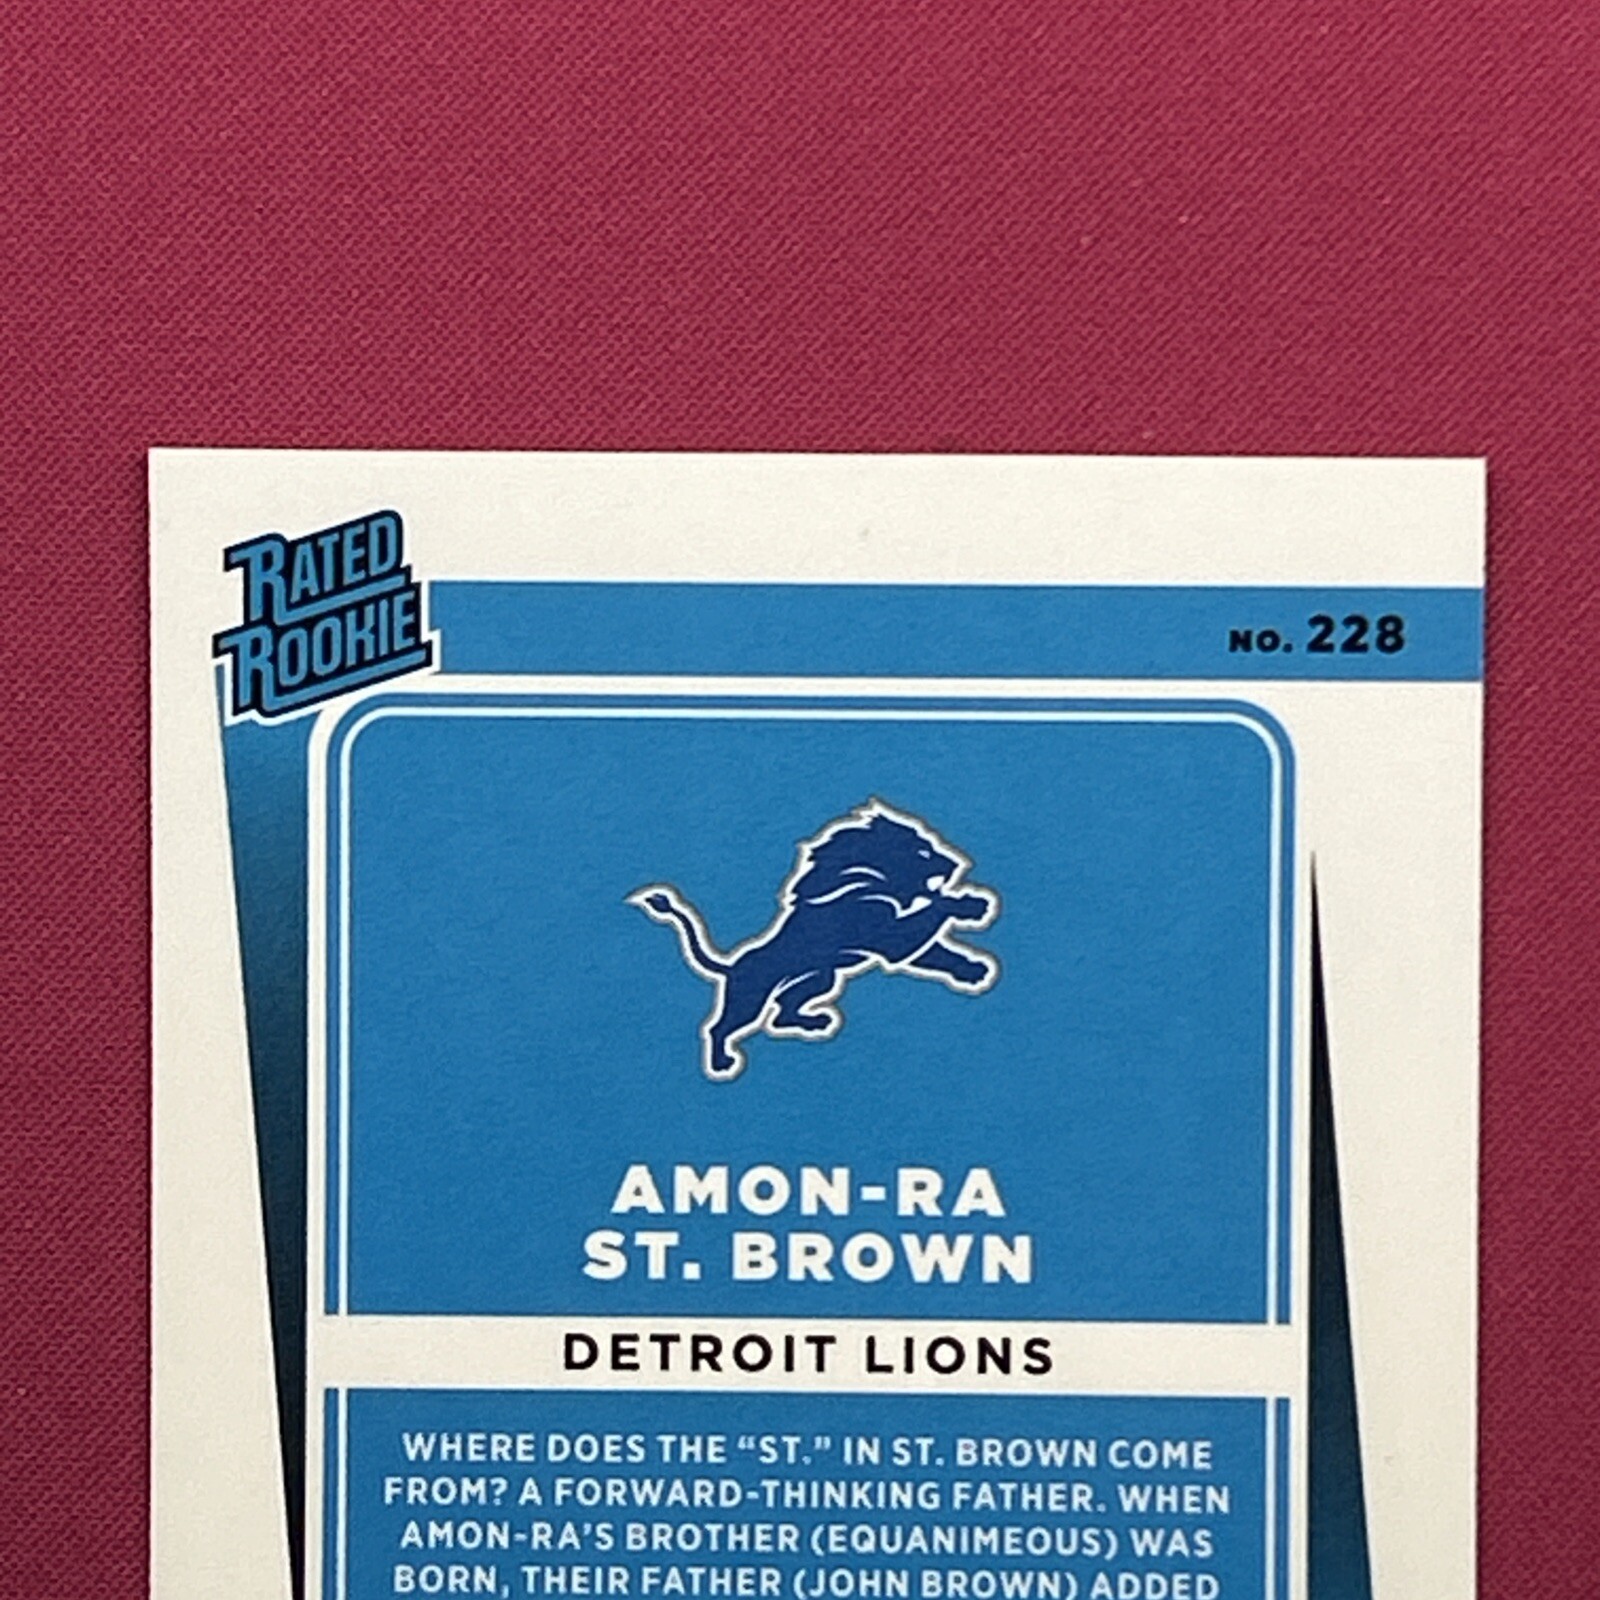 RATED
ROOKIE
NO. 228
AMON-RA
ST. BROWN
DETROIT LIONS
WHERE DOES THE “ST.” IN ST. BROWN COME
FROM? A FORWARD-THINKING FATHER. WHEN
AMON-RA’S BROTHER (EQUANIMEOUS) WAS
BORN, THEIR FATHER (JOHN BROWN) ADDED